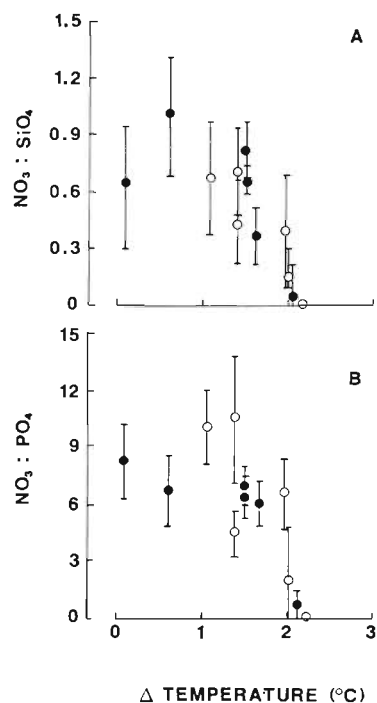 A
1.5
1.2
0.9
0.6
0.3
0
NO₃ : SiO₄
B
15
12
9
6
3
0
NO₃ : PO₄
0 1 2 3
Δ TEMPERATURE (°C)